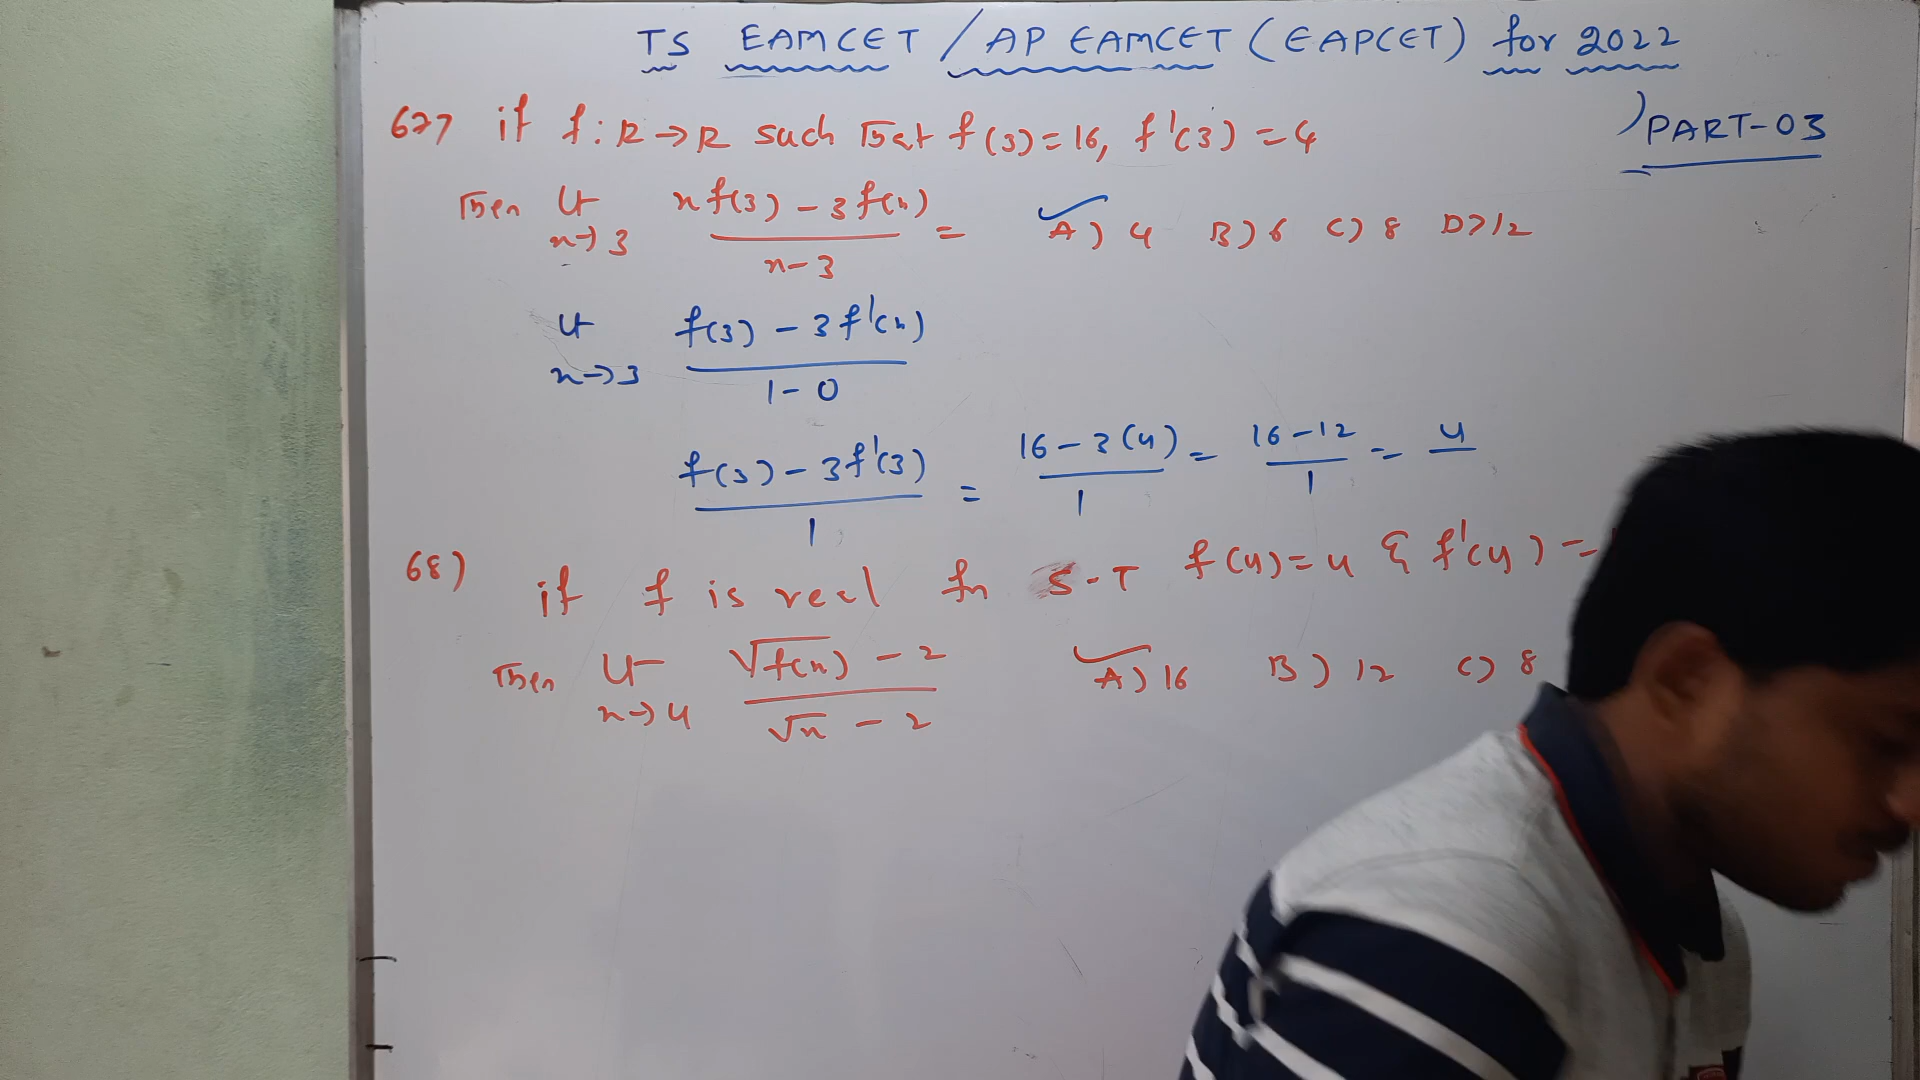 TS EAMCET / AP EAMCET (EAPCET) for 2022
PART-03
67) if f: R → R such that f(3) = 16, f'(3) = 4
Then Lt x→3 (x f(3) - 3 f(x)) / (x-3) = A) 4 B) 6 C) 8 D) 12
Lt x→3 (f(3) - 3 f'(x)) / (1-0)
(f(3) - 3f'(3)) / 1 = (16 - 3(4)) / 1 = (16-12) / 1 = 4
68) if f is real fn S.T f(4) = 4 & f'(4) =
Then Lt x→4 (√f(x) - 2) / (√x - 2) A) 16 B) 12 C) 8